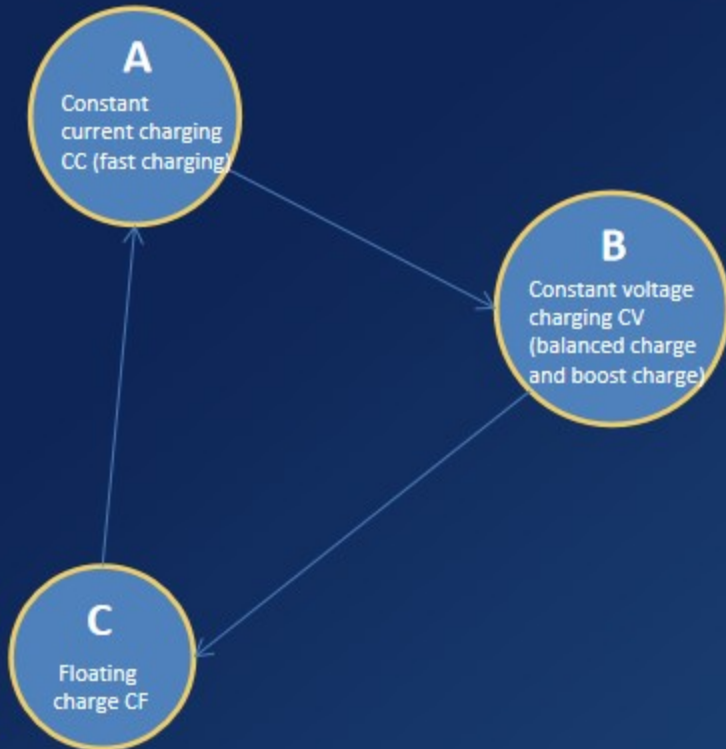 A
Constant
current charging
CC (fast charging)
B
Constant voltage
charging CV
(balanced charge
and boost charge)
C
Floating
charge CF